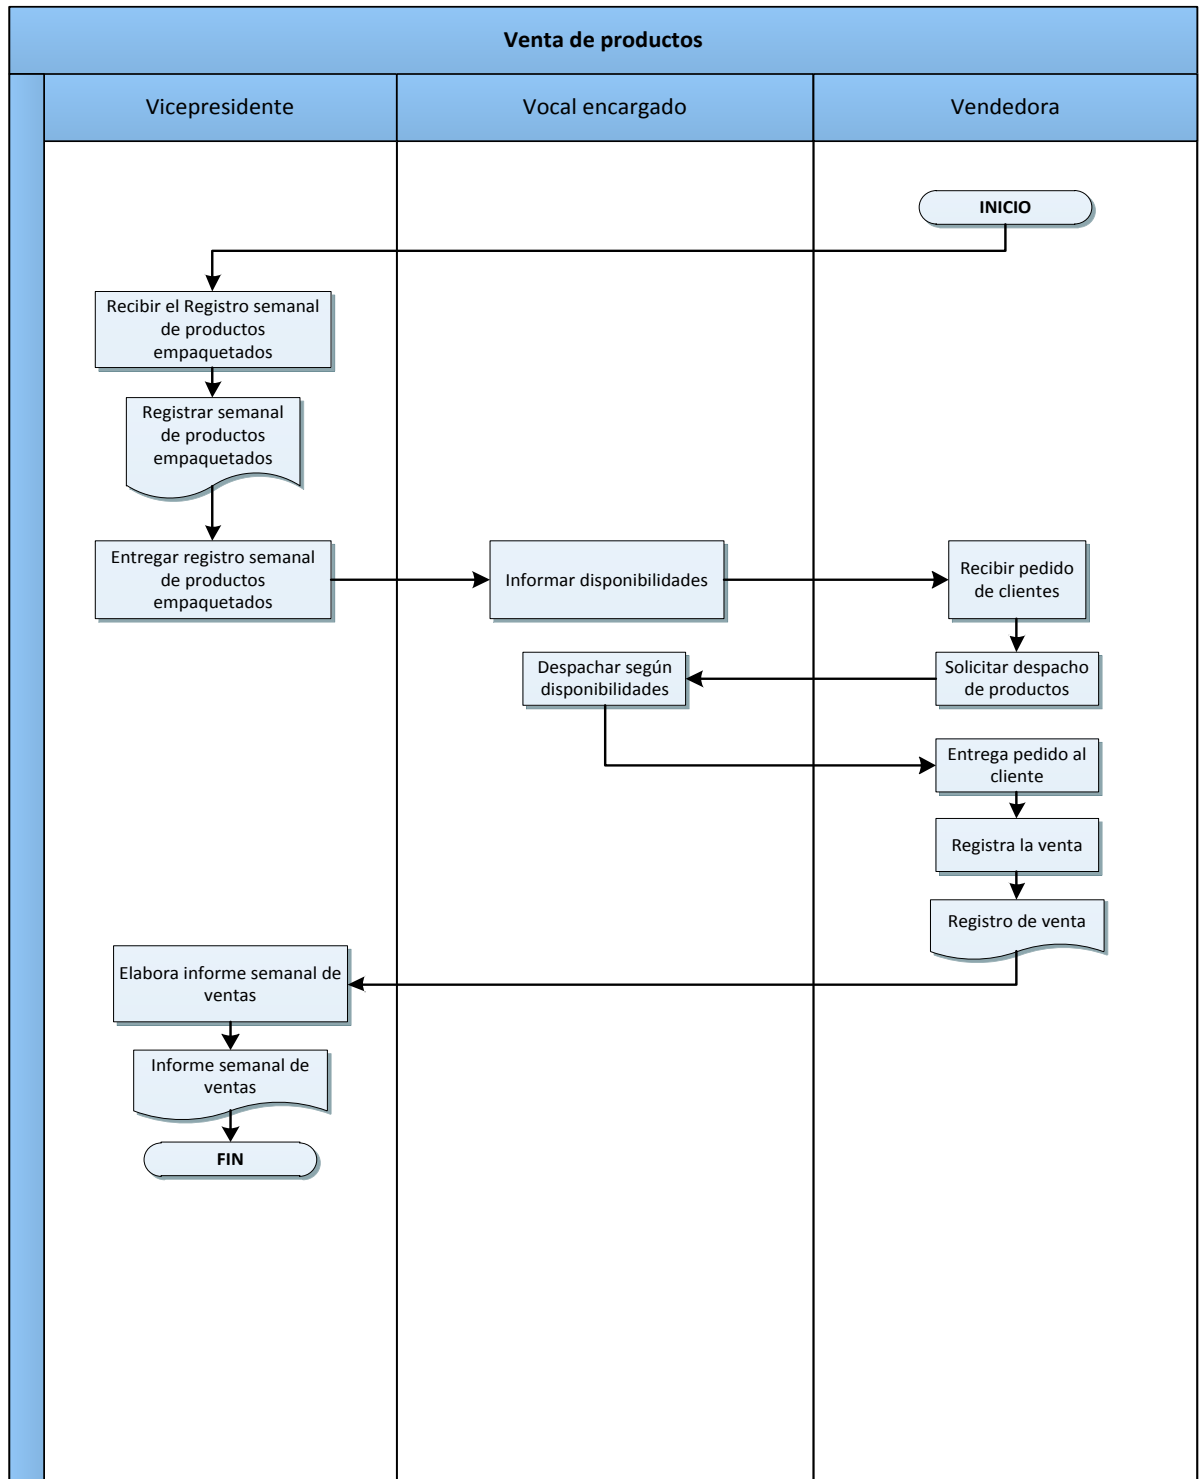 Venta de productos
Vicepresidente
Vocal encargado
Vendedora
INICIO
Recibir el Registro semanal
de productos
empaquetados
Registrar semanal
de productos
empaquetados
Entregar registro semanal
de productos
empaquetados
Informar disponibilidades
Recibir pedido
de clientes
Despachar según
disponibilidades
Solicitar despacho
de productos
Entrega pedido al
cliente
Registra la venta
Registro de venta
Elabora informe semanal de
ventas
Informe semanal de
ventas
FIN